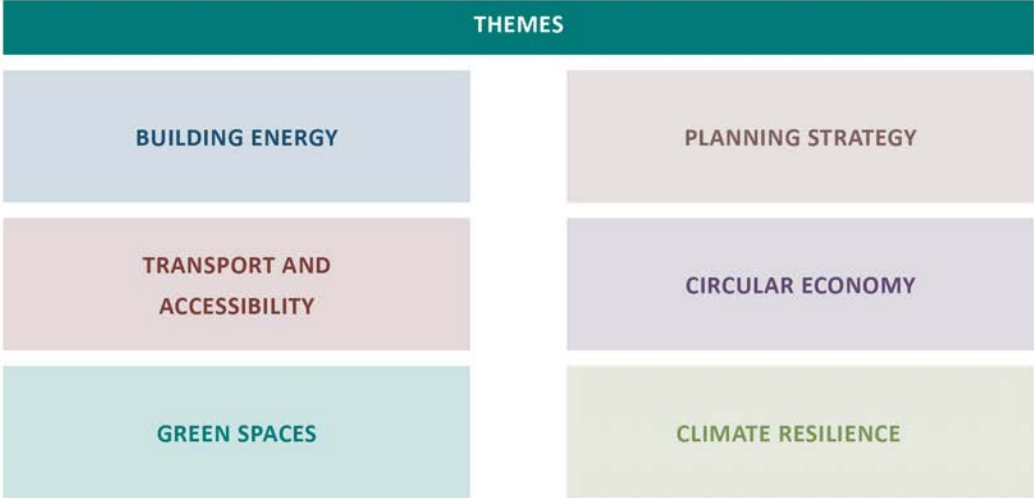 THEMES
BUILDING ENERGY
PLANNING STRATEGY
TRANSPORT AND
ACCESSIBILITY
CIRCULAR ECONOMY
GREEN SPACES
CLIMATE RESILIENCE